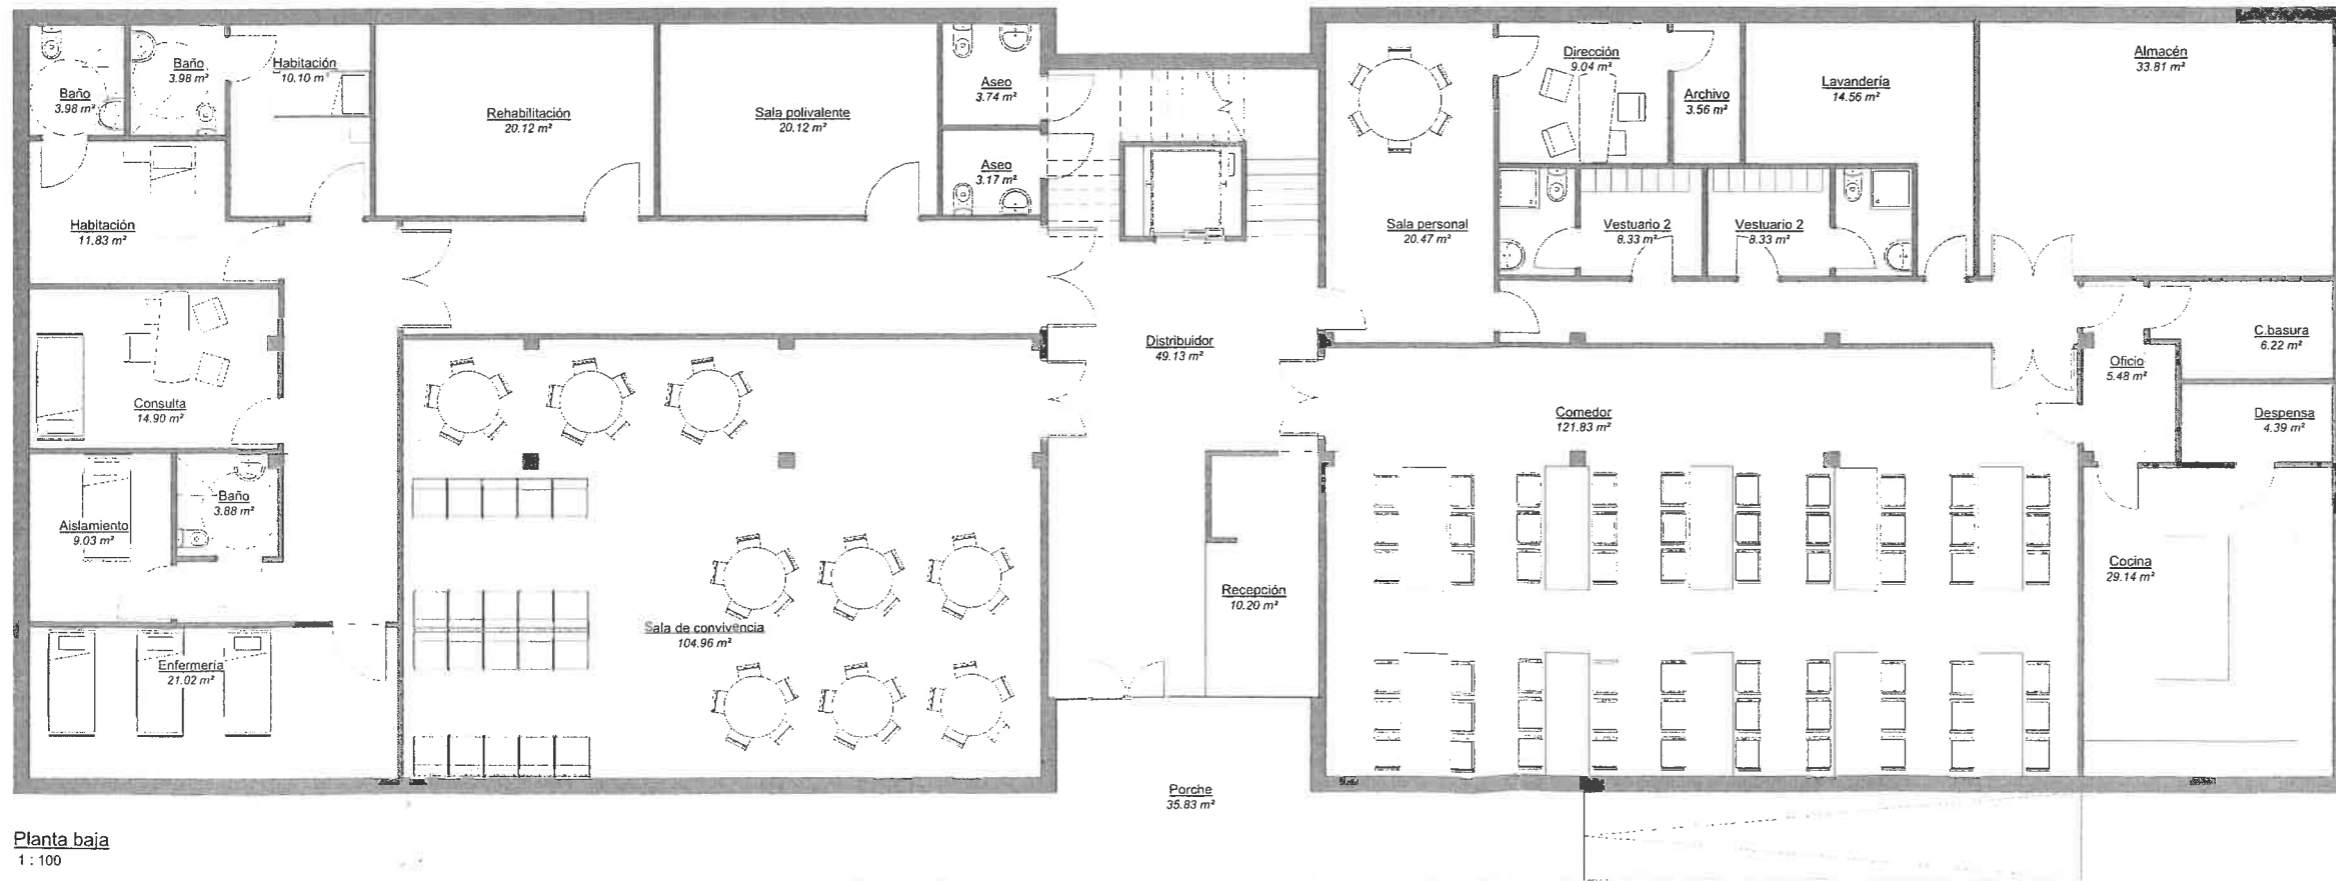 Baño
3.98 m²
Baño
3.98 m²
Habitación
10.10 m²
Rehabilitación
20.12 m²
Sala polivalente
20.12 m²
Aseo
3.74 m²
Aseo
3.17 m²
Dirección
9.04 m²
Archivo
3.56 m²
Lavandería
14.56 m²
Almacén
33.81 m²
Habitación
11.83 m²
Sala personal
20.47 m²
Vestuario 2
8.33 m²
Vestuario 2
8.33 m²
Distribuidor
49.13 m²
C.basura
6.22 m²
Oficio
5.48 m²
Consulta
14.90 m²
Comedor
121.83 m²
Despensa
4.39 m²
Baño
3.88 m²
Aislamiento
9.03 m²
Recepción
10.20 m²
Cocina
29.14 m²
Sala de convivencia
104.96 m²
Enfermería
21.02 m²
Porche
35.83 m²
Planta baja
1 : 100